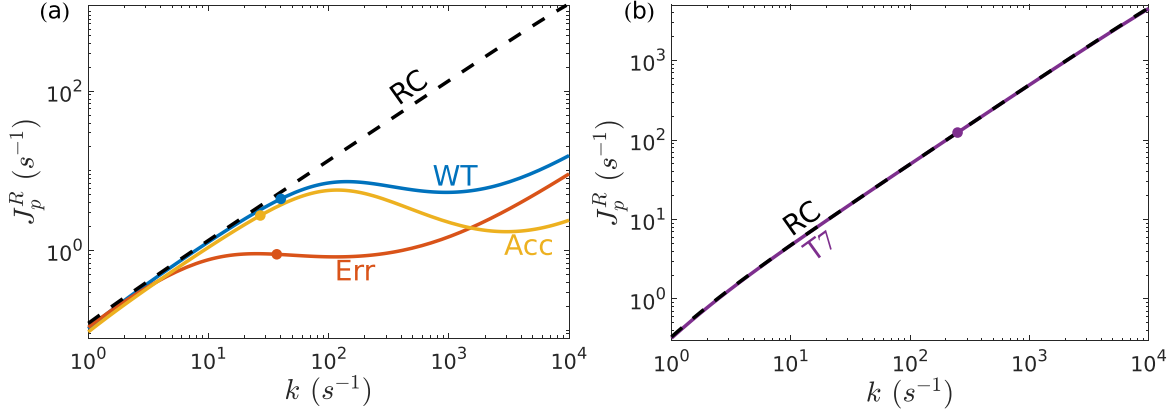 (a)
J_p^R (s^{-1})
10^2
10^0
RC
WT
Acc
Err
10^0 10^1 10^2 10^3 10^4
k (s^{-1})
(b)
J_p^R (s^{-1})
10^3
10^2
10^1
10^0
RC
T7
10^0 10^1 10^2 10^3 10^4
k (s^{-1})